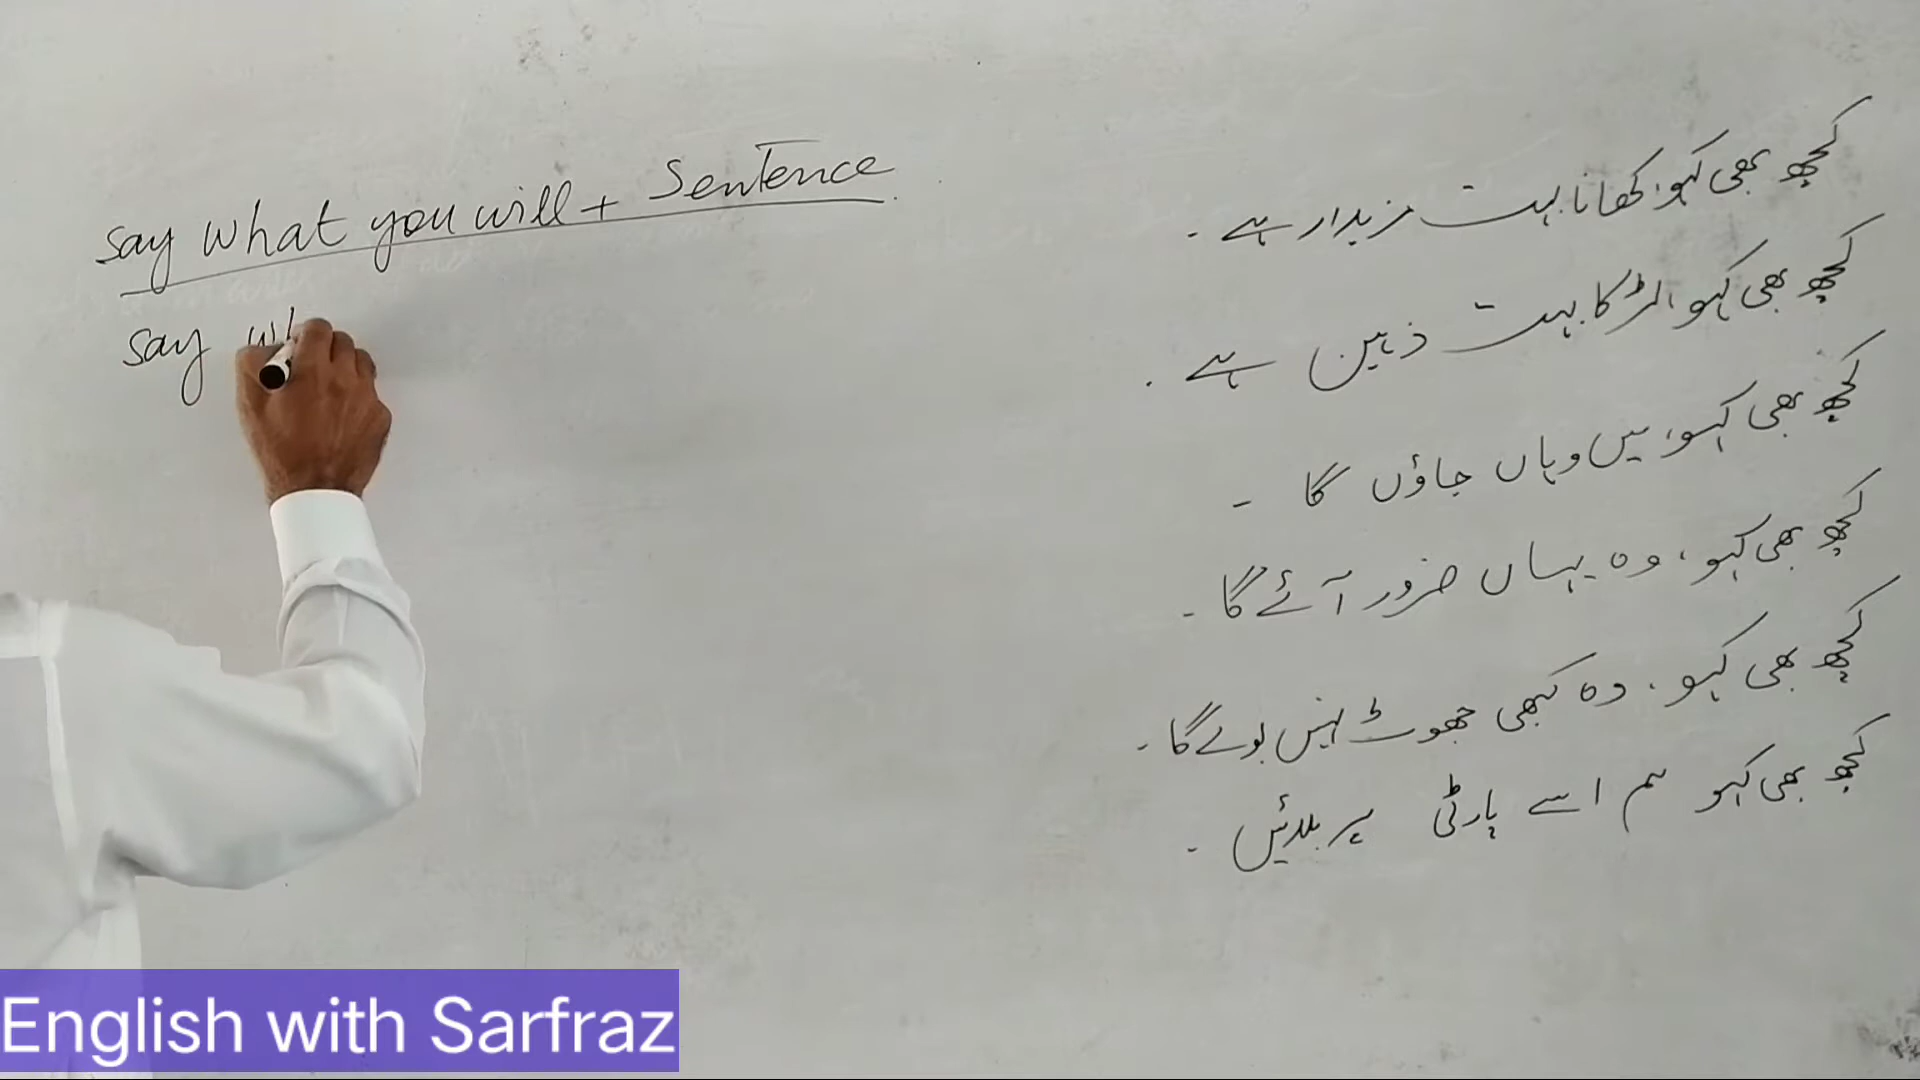 say what you will + Sentence
say wh
کچھ بھی کہو، کھانا بہت مزیدار ہے ۔
کچھ بھی کہو، لڑکا بہت ذہین ہے ۔
کچھ بھی کہو، میں وہاں جاؤں گا ۔
کچھ بھی کہو، وہ یہاں ضرور آئے گا ۔
کچھ بھی کہو، وہ کبھی جھوٹ نہیں بولے گا ۔
کچھ بھی کہو ہم اسے پارٹی پر بلائیں ۔
English with Sarfraz